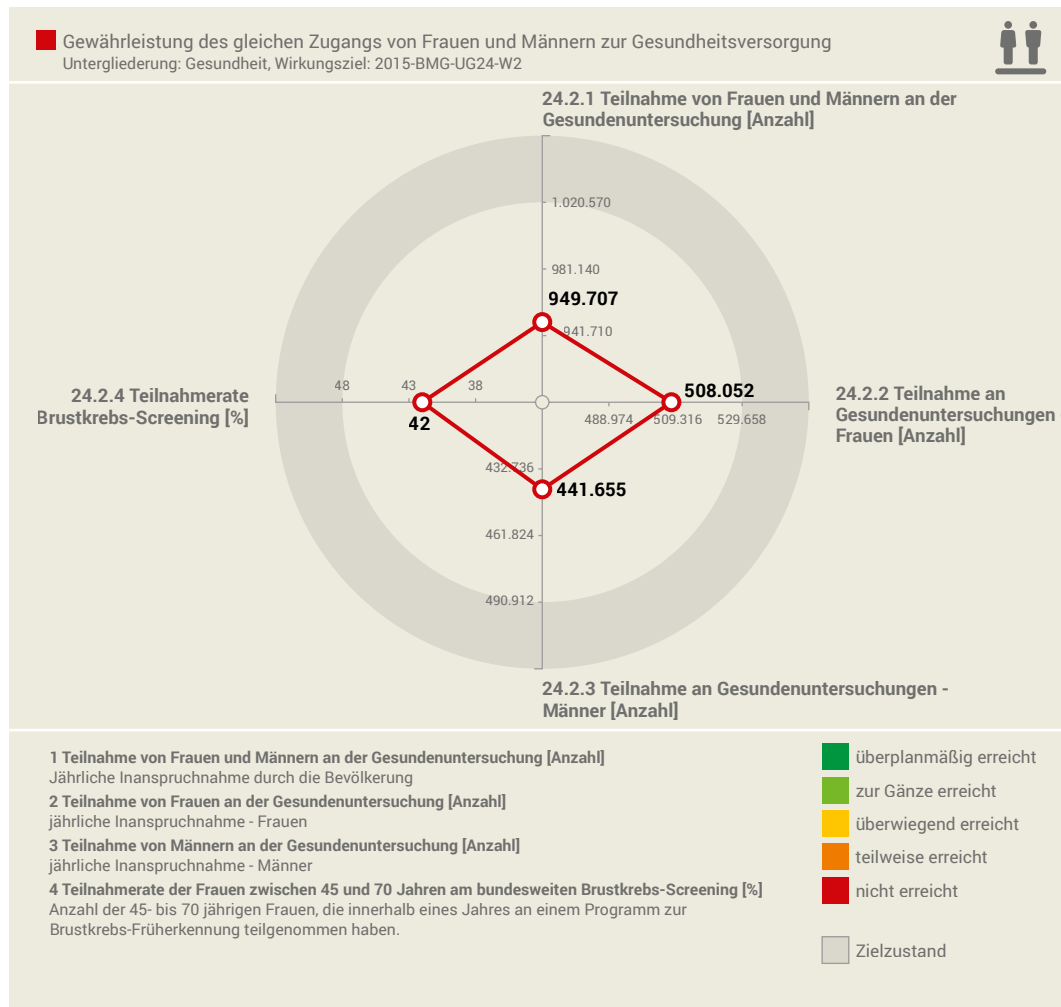 Gewährleistung des gleichen Zugangs von Frauen und Männern zur Gesundheitsversorgung
Untergliederung: Gesundheit, Wirkungsziel: 2015-BMG-UG24-W2
24.2.1 Teilnahme von Frauen und Männern an der
Gesundenuntersuchung [Anzahl]
1.020.570
981.140
949.707
941.710
24.2.4 Teilnahmerate
Brustkrebs-Screening [%]
48
43
38
42
508.052
488.974
509.316
529.658
24.2.2 Teilnahme an
Gesundenuntersuchungen
Frauen [Anzahl]
432.736
441.655
461.824
490.912
24.2.3 Teilnahme an Gesundenuntersuchungen -
Männer [Anzahl]
1 Teilnahme von Frauen und Männern an der Gesundenuntersuchung [Anzahl]
Jährliche Inanspruchnahme durch die Bevölkerung
2 Teilnahme von Frauen an der Gesundenuntersuchung [Anzahl]
jährliche Inanspruchnahme - Frauen
3 Teilnahme von Männern an der Gesundenuntersuchung [Anzahl]
jährliche Inanspruchnahme - Männer
4 Teilnahmerate der Frauen zwischen 45 und 70 Jahren am bundesweiten Brustkrebs-Screening [%]
Anzahl der 45- bis 70 jährigen Frauen, die innerhalb eines Jahres an einem Programm zur
Brustkrebs-Früherkennung teilgenommen haben.
überplanmäßig erreicht
zur Gänze erreicht
überwiegend erreicht
teilweise erreicht
nicht erreicht
Zielzustand